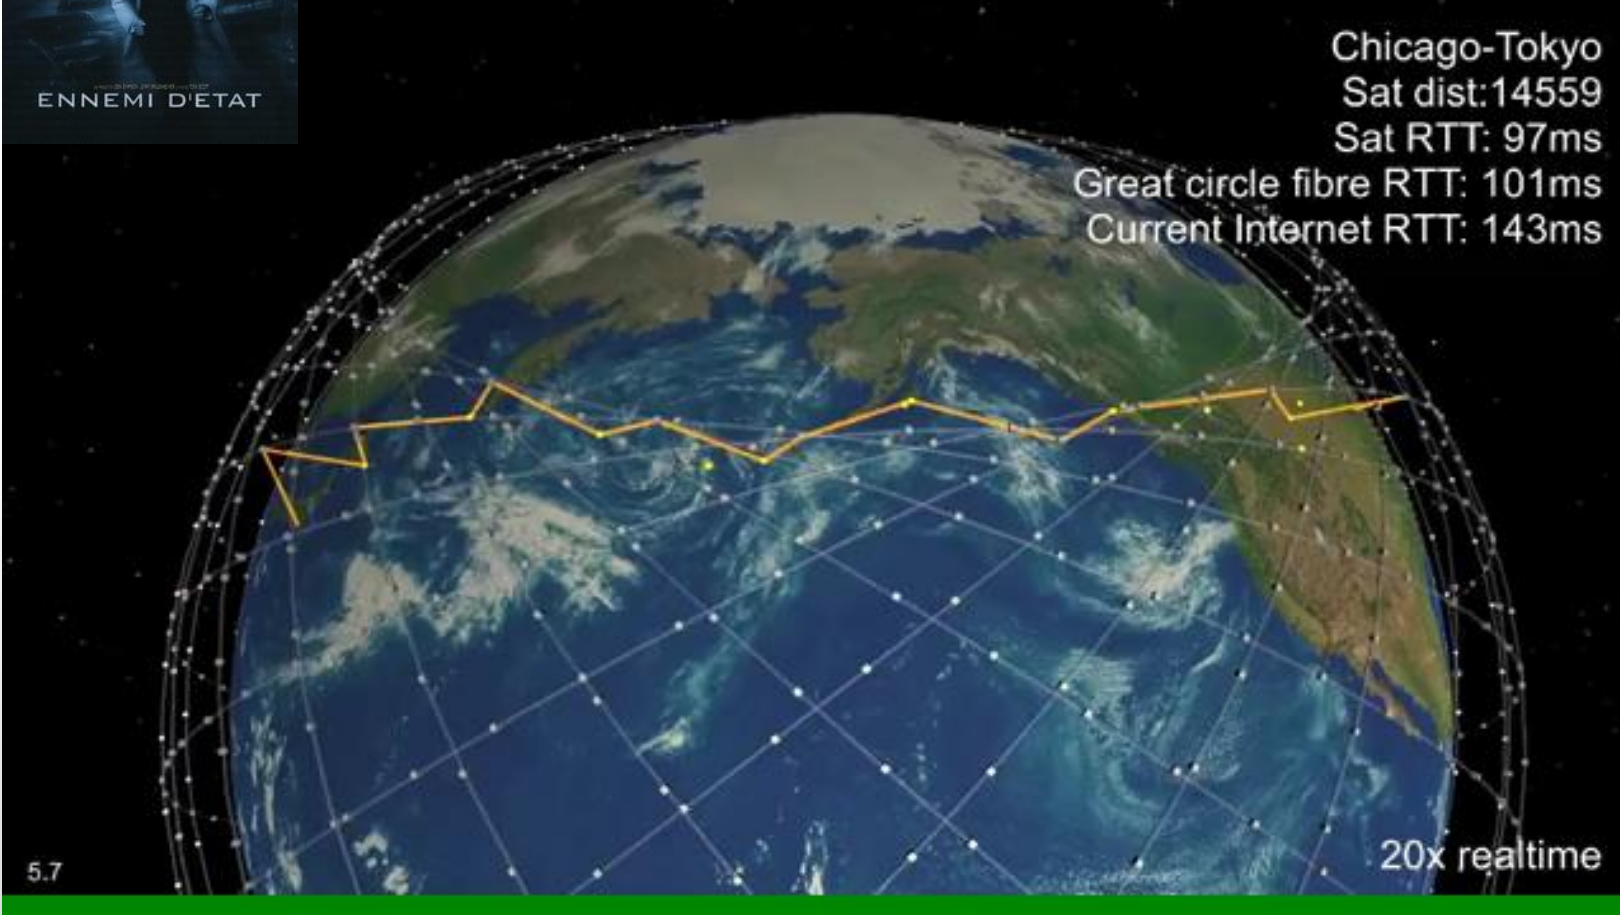 ENNEMI D'ETAT
Chicago-Tokyo
Sat dist:14559
Sat RTT: 97ms
Great circle fibre RTT: 101ms
Current Internet RTT: 143ms
20x realtime
5.7